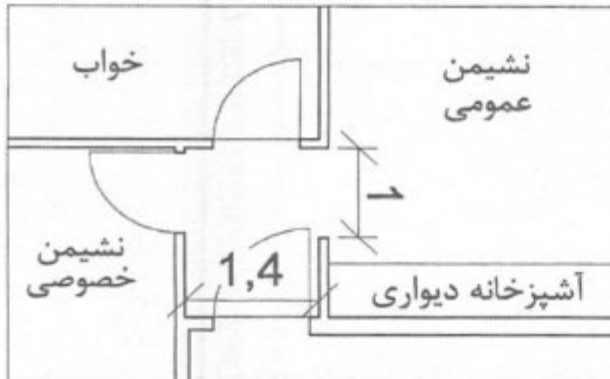 خواب
نشیمن
عمومی
1
نشیمن
خصوصی
1,4
آشپزخانه دیواری